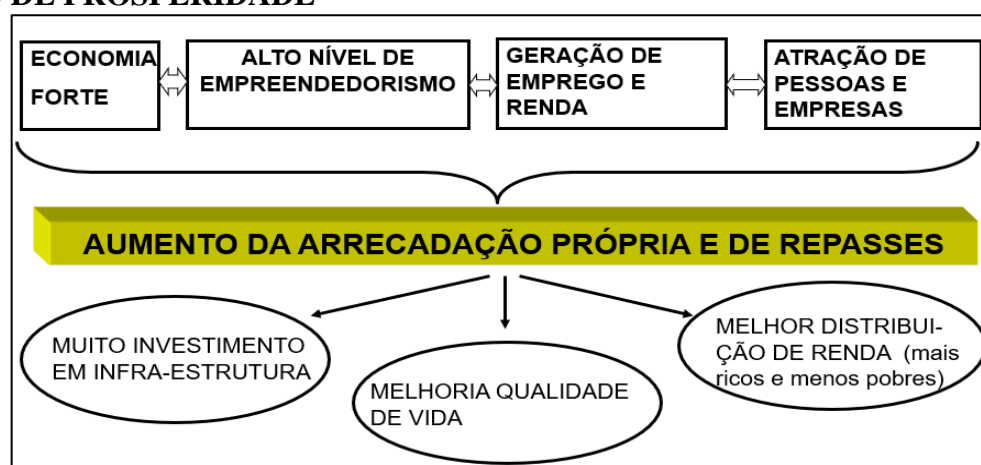 DE PROSPERIDADE
ECONOMIA
FORTE
ALTO NÍVEL DE
EMPREENDEDORISMO
GERAÇÃO DE
EMPREGO E
RENDA
ATRAÇÃO DE
PESSOAS E
EMPRESAS
AUMENTO DA ARRECADAÇÃO PRÓPRIA E DE REPASSES
MUITO INVESTIMENTO
EM INFRA-ESTRUTURA
MELHORIA QUALIDADE
DE VIDA
MELHOR DISTRIBUI-
ÇÃO DE RENDA (mais
ricos e menos pobres)